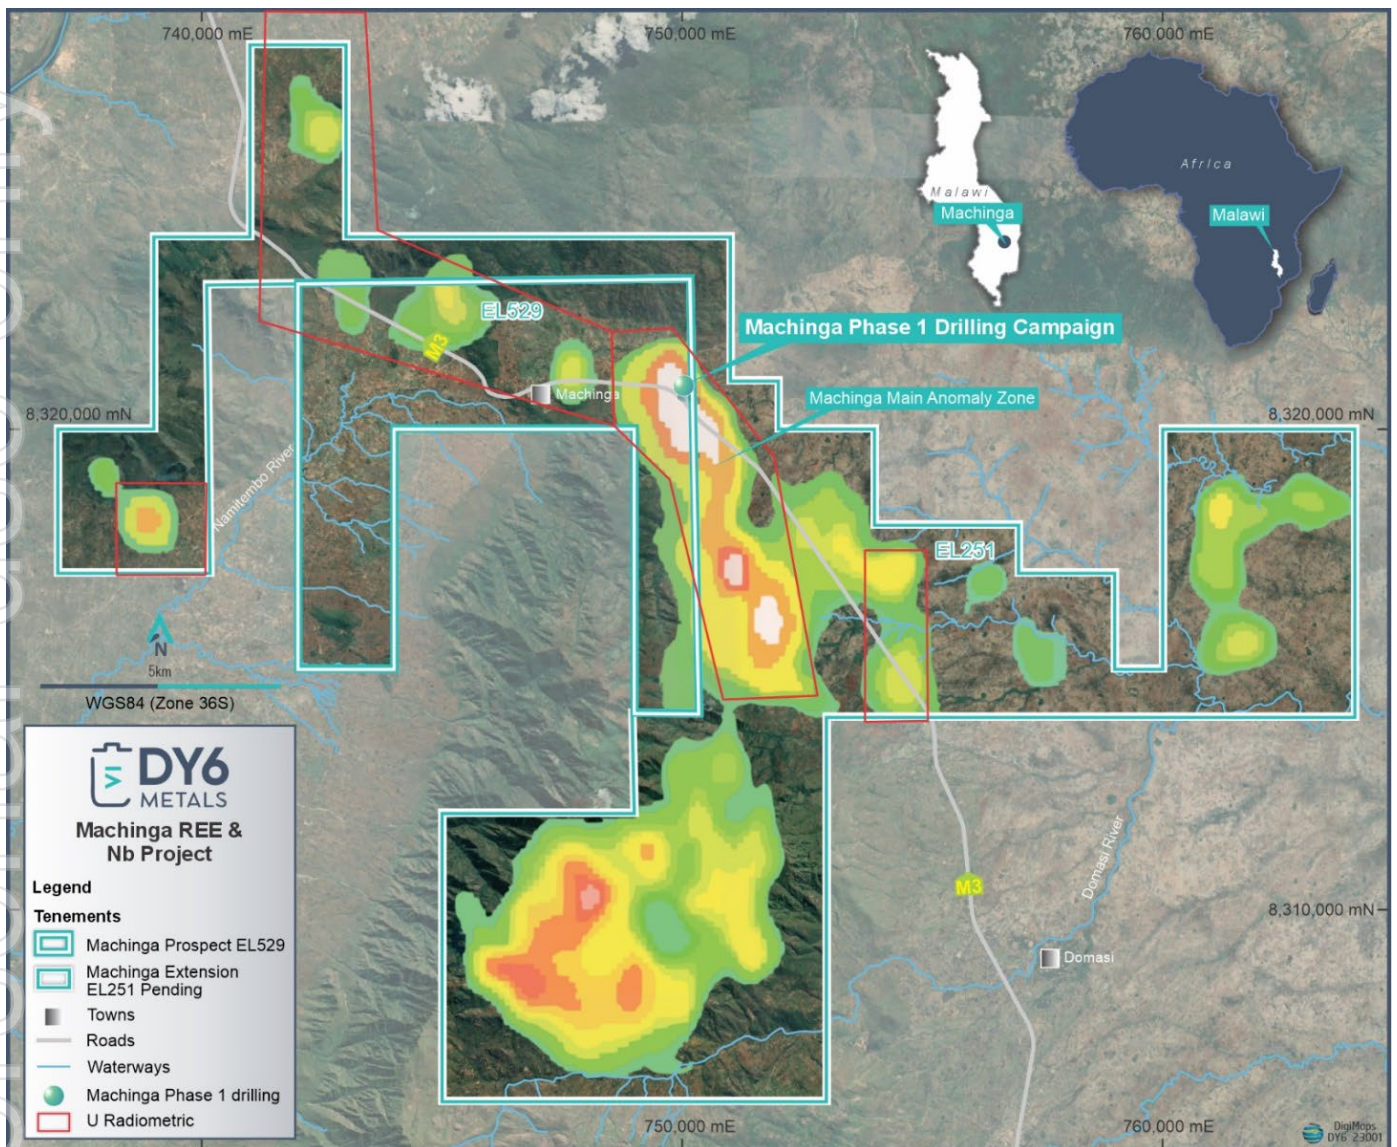 740,000 mE
750,000 mE
760,000 mE
Africa
Malawi
Machinga
Malawi
EL529
Machinga Phase 1 Drilling Campaign
M3
Machinga
Machinga Main Anomaly Zone
8,320,000 mN
8,320,000 mN
Namitembo River
EL251
N
5km
WGS84 (Zone 36S)
DY6
METALS
Machinga REE &
Nb Project
Legend
Tenements
Machinga Prospect EL529
Machinga Extension
EL251 Pending
Towns
Roads
Waterways
Machinga Phase 1 drilling
U Radiometric
Domasi River
M3
8,310,000 mN
Domasi
750,000 mE
760,000 mE
DigiMaps
DY6_23001